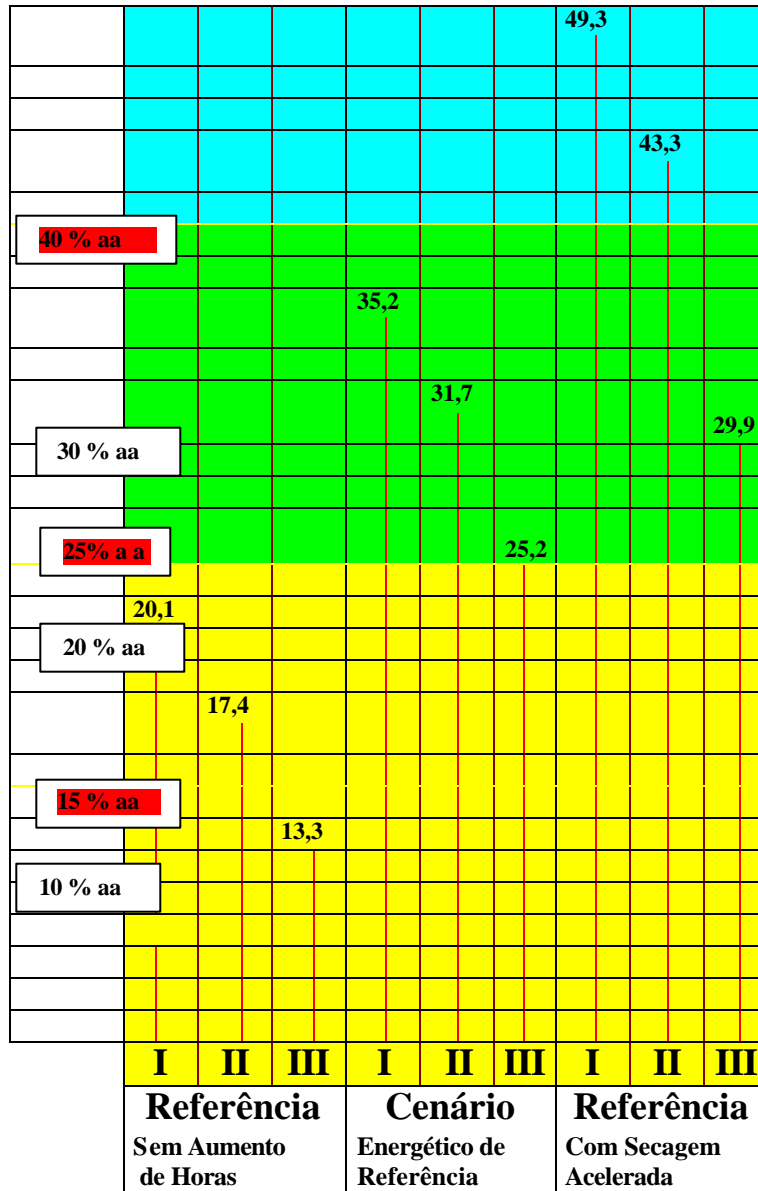 49,3
43,3
40 % aa
35,2
31,7
29,9
30 % aa
25% a a
25,2
20,1
20 % aa
17,4
15 % aa
13,3
10 % aa
I II III I II III I II III
Referência Cenário Referência
Sem Aumento Energético de Com Secagem
de Horas Referência Acelerada